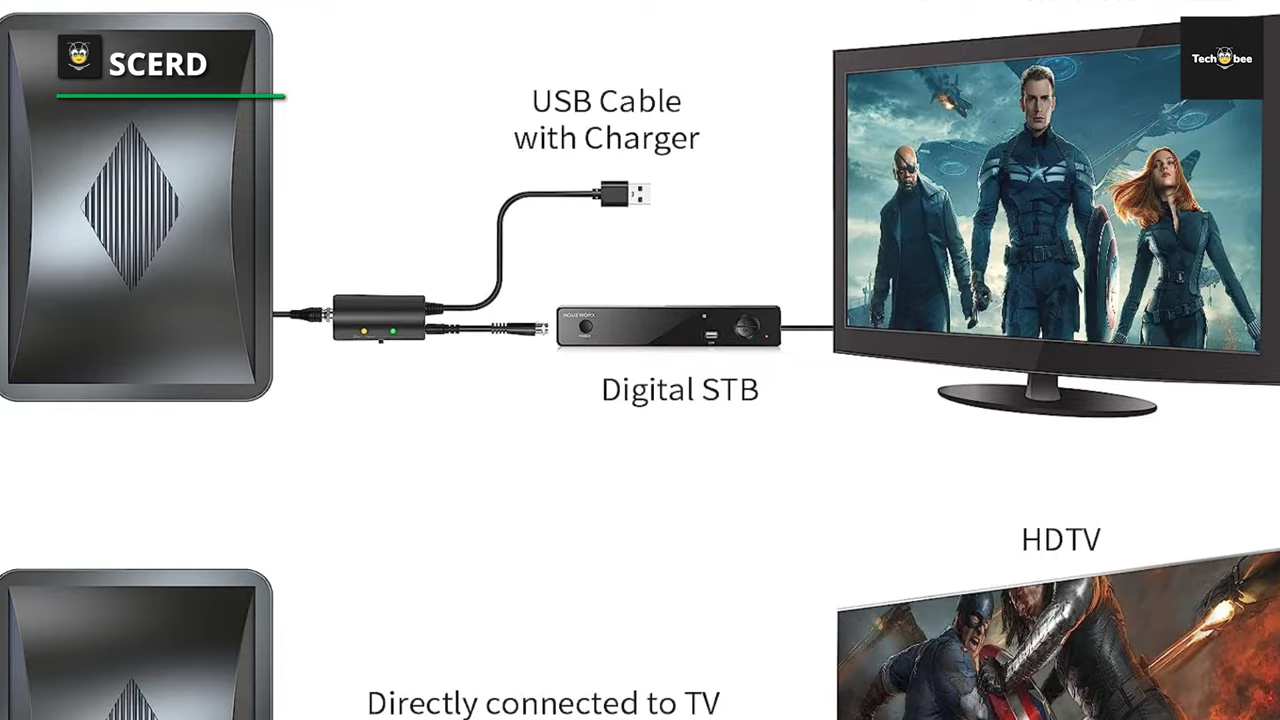 SCERD
Tech bee
USB Cable
with Charger
Digital STB
HDTV
Directly connected to TV